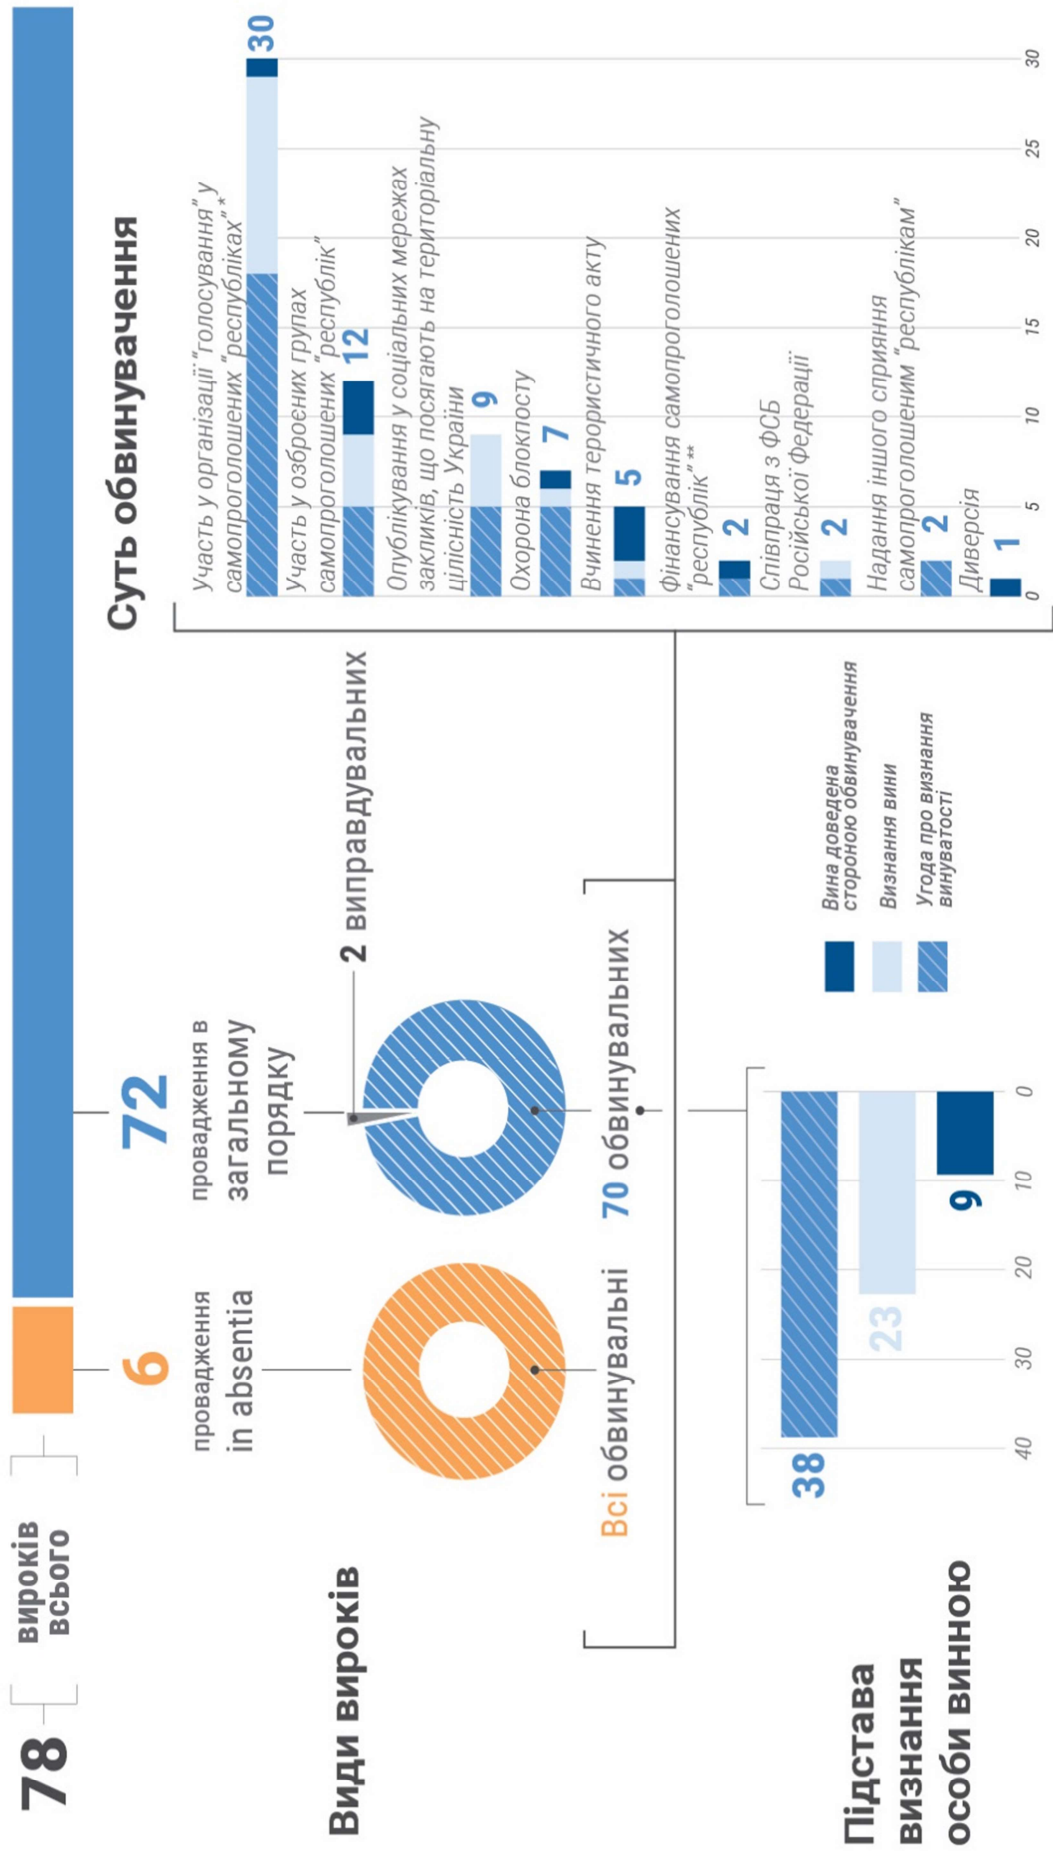 78
вироків
всього
6
провадження
in absentia
72
провадження в
загальному
порядку
Види вироків
2 виправдувальних
Всі обвинувальні
70 обвинувальних
Підстава
визнання
особи винною
38
23
9
40
30
20
10
0
Вина доведена
стороною обвинувачення
Визнання вини
Угода про визнання
винуватості
Суть обвинувачення
Участь у організації "голосування" у
самопроголошених "республіках"*
30
Участь у озброєних групах
самопроголошених "республік"
12
Опублікування у соціальних мережах
закликів, що посягають на територіальну
цілісність України
9
Охорона блокпосту
7
Вчинення терористичного акту
5
Фінансування самопроголошених
"республік"**
2
Співпраця з ФСБ
Російської Федерації
2
Надання іншого сприяння
самопроголошеним "республікам"
2
Диверсія
1
0
5
10
15
20
25
30